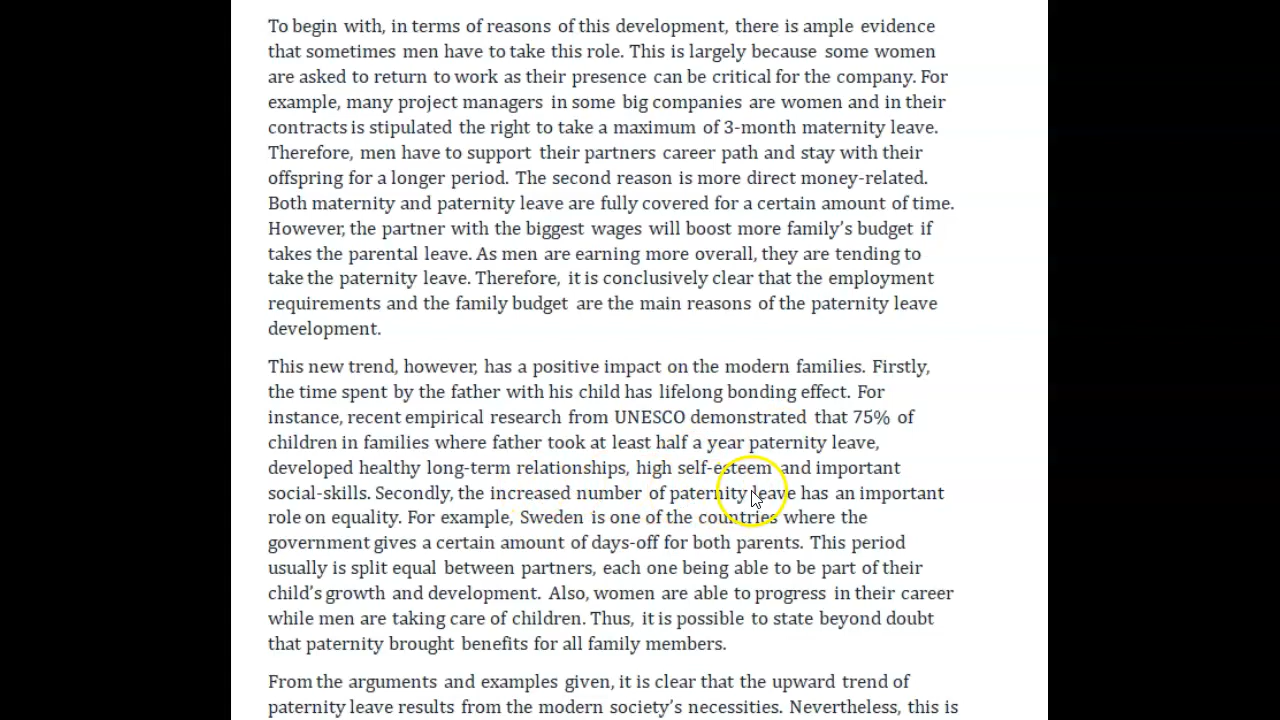 To begin with, in terms of reasons of this development, there is ample evidence
that sometimes men have to take this role. This is largely because some women
are asked to return to work as their presence can be critical for the company. For
example, many project managers in some big companies are women and in their
contracts is stipulated the right to take a maximum of 3-month maternity leave.
Therefore, men have to support their partners career path and stay with their
offspring for a longer period. The second reason is more direct money-related.
Both maternity and paternity leave are fully covered for a certain amount of time.
However, the partner with the biggest wages will boost more family's budget if
takes the parental leave. As men are earning more overall, they are tending to
take the paternity leave. Therefore, it is conclusively clear that the employment
requirements and the family budget are the main reasons of the paternity leave
development.
This new trend, however, has a positive impact on the modern families. Firstly,
the time spent by the father with his child has lifelong bonding effect. For
instance, recent empirical research from UNESCO demonstrated that 75% of
children in families where father took at least half a year paternity leave,
developed healthy long-term relationships, high self-esteem and important
social-skills. Secondly, the increased number of paternity leave has an important
role on equality. For example, Sweden is one of the countries where the
government gives a certain amount of days-off for both parents. This period
usually is split equal between partners, each one being able to be part of their
child's growth and development. Also, women are able to progress in their career
while men are taking care of children. Thus, it is possible to state beyond doubt
that paternity brought benefits for all family members.
From the arguments and examples given, it is clear that the upward trend of
paternity leave results from the modern society's necessities. Nevertheless, this is